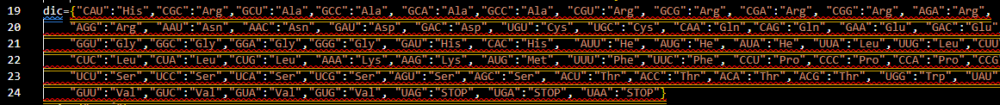 19 dic={"CAU":"His","CGC":"Arg","GCU":"Ala","GCC":"Ala", "GCA":"Ala","GCC":"Ala", "CGU":"Arg", "GCG":"Arg", "CGA":"Arg", "CGG":"Arg", "AGA":"Arg",
20 "AGG":"Arg", "AAU":"Asn", "AAC":"Asn", "GAU":"Asp", "GAC":"Asp", "UGU":"Cys", "UGC":"Cys", "CAA":"Gln","CAG":"Gln", "GAA":"Glu", "GAC":"Glu"
21 "GGU":"Gly", "GGC":"Gly", "GGA":"Gly", "GGG":"Gly", "GAU":"His", "CAC":"His", "AUU":"He", "AUG":"He", "AUA":"He", "UUA":"Leu","UUG":"Leu","CUU"
22 "CUC":"Leu","CUA":"Leu","CUG":"Leu", "AAA":"Lys","AAG":"Lys", "AUG":"Met", "UUU":"Phe","UUC":"Phe", "CCU":"Pro","CCC":"Pro","CCA":"Pro","CCG
23 "UCU":"Ser","UCC":"Ser","UCA":"Ser","UCG":"Ser","AGU":"Ser","AGC":"Ser", "ACU":"Thr","ACC":"Thr","ACA":"Thr","ACG":"Thr", "UGG":"Trp", "UAU":
24 "GUU":"Val","GUC":"Val","GUA":"Val","GUG":"Val", "UAG":"STOP", "UGA":"STOP", "UAA":"STOP"}